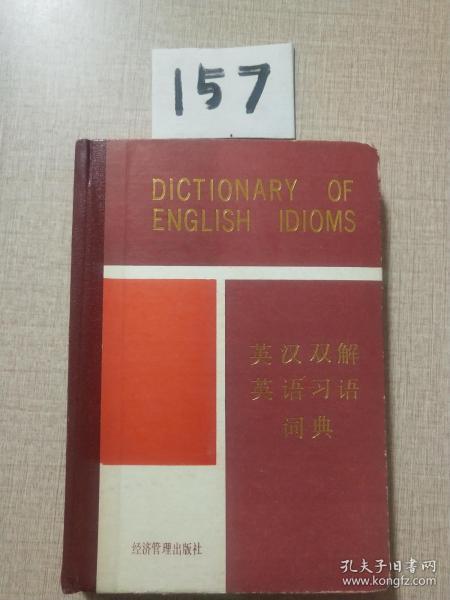 157
DICTIONARY OF
ENGLISH IDIOMS
英汉双解
英语习语
词典
经济管理出版社
孔夫子旧书网
www.kongfz.com